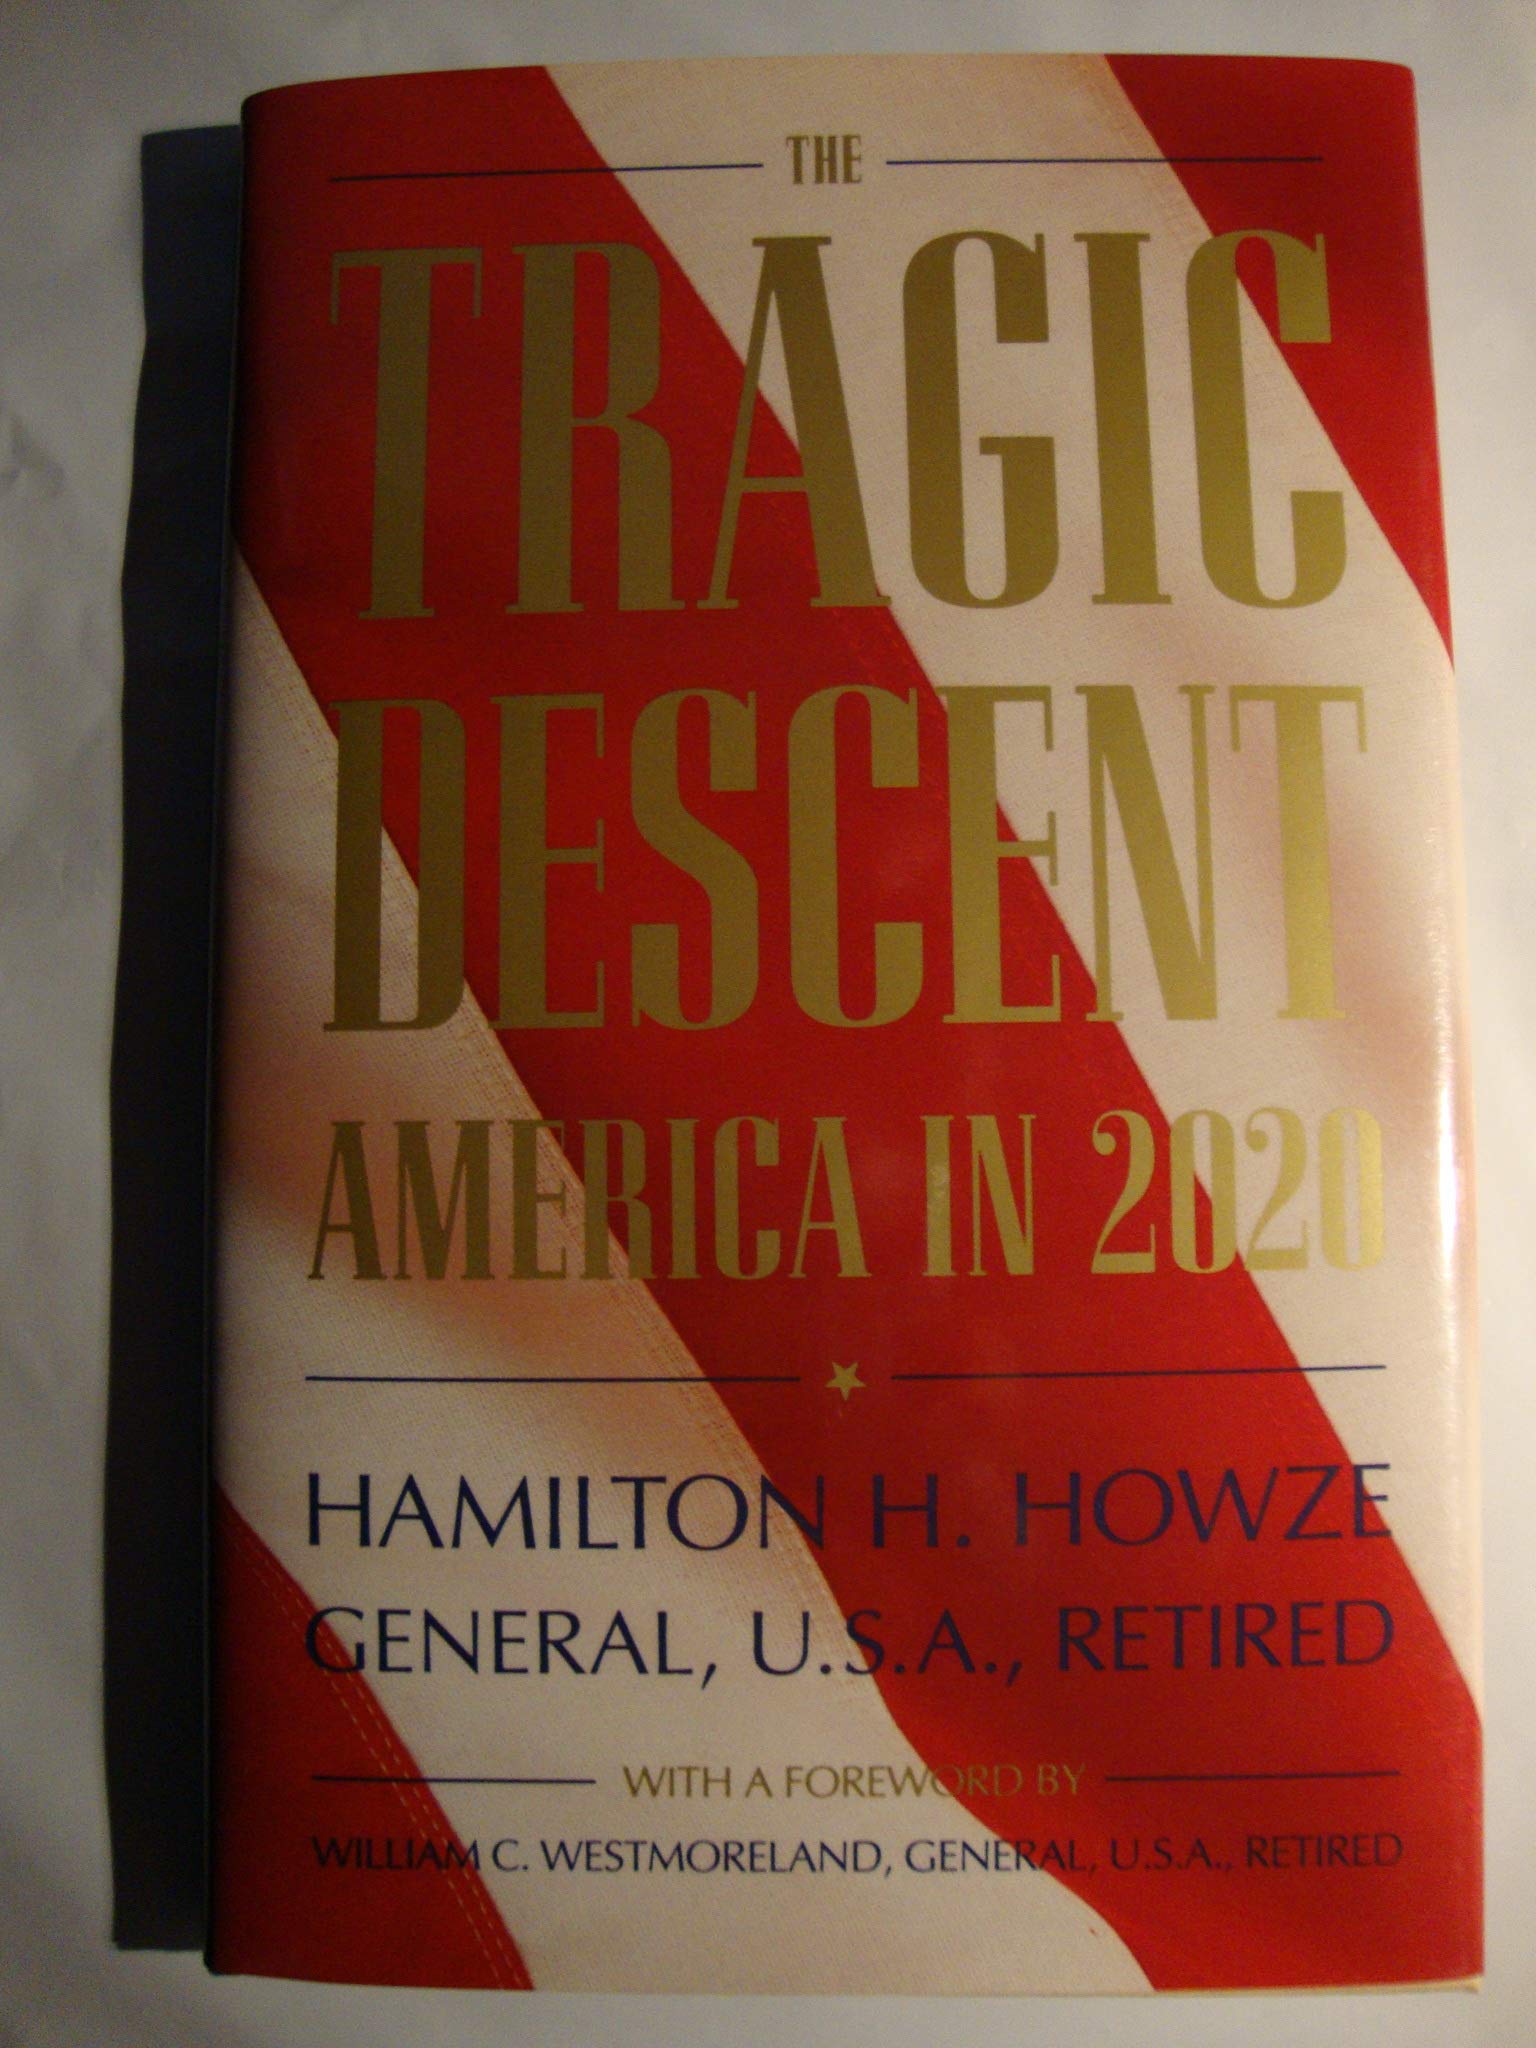 THE
TRAGIC
DESCENT
AMERICA IN 2020
HAMILTON H. HOWZE
GENERAL, U.S.A., RETIRED
WITH A FOREWORD BY
WILLIAM C. WESTMORELAND, GENERAL, U.S.A., RETIRED